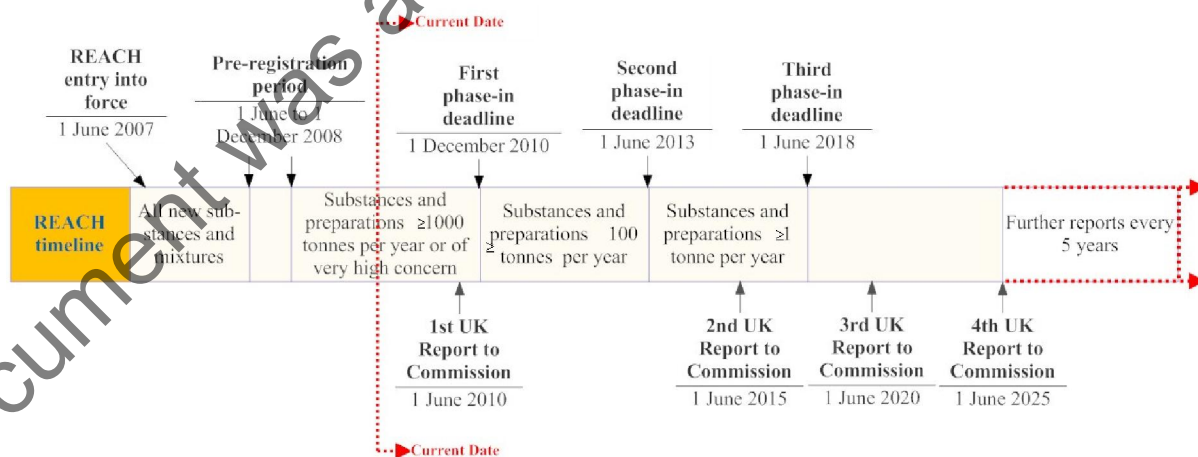 Current Date
REACH
entry into
force
1 June 2007
Pre-registration
period
1 June to 1
December 2008
First
phase-in
deadline
1 December 2010
Second
phase-in
deadline
1 June 2013
Third
phase-in
deadline
1 June 2018
REACH
timeline
All new sub-
stances and
mixtures
Substances and
preparations ≥1000
tonnes per year or of
very high concern
Substances and
preparations 100
≥ tonnes per year
Substances and
preparations ≥1
tonne per year
Further reports every
5 years
1st UK
Report to
Commission
1 June 2010
2nd UK
Report to
Commission
1 June 2015
3rd UK
Report to
Commission
1 June 2020
4th UK
Report to
Commission
1 June 2025
Current Date
cument was a